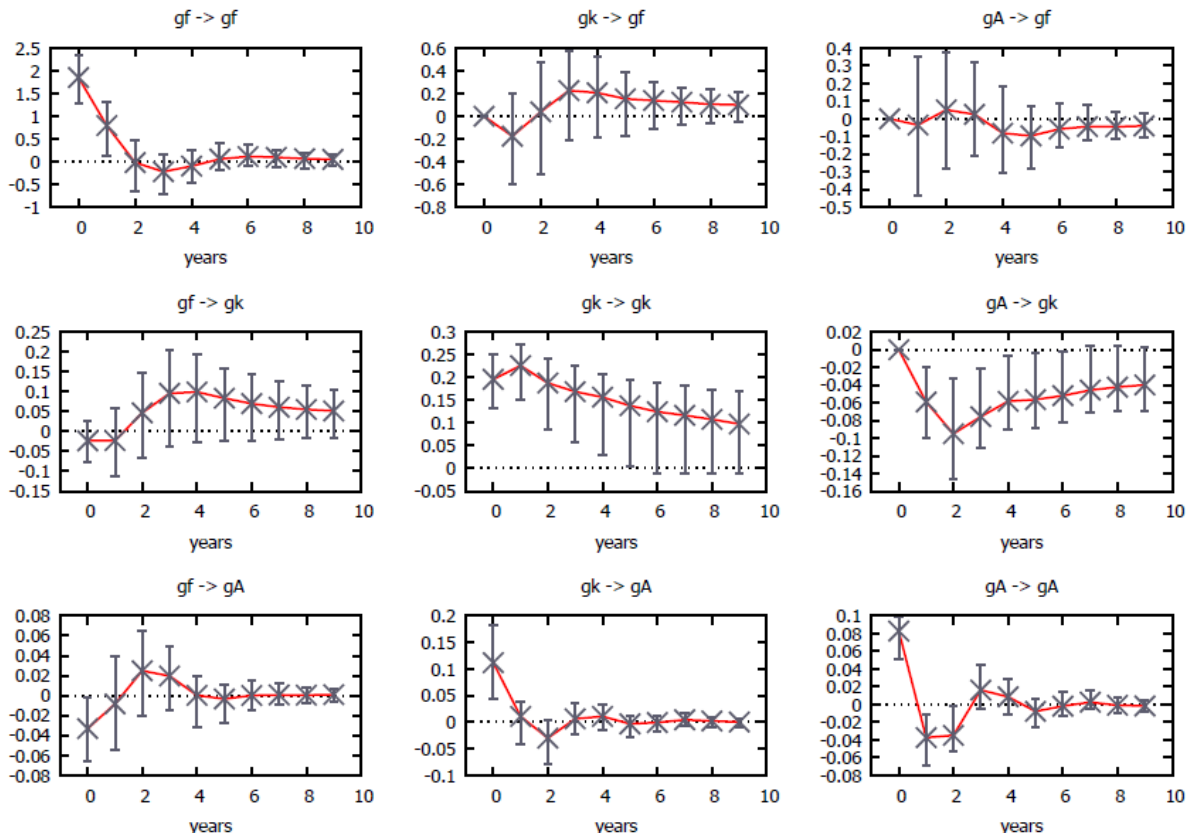 gf -> gf
2.5
2
1.5
1
0.5
0
-0.5
-1
0 2 4 6 8 10
years
gk -> gf
0.6
0.4
0.2
0
-0.2
-0.4
-0.6
-0.8
0 2 4 6 8 10
years
gA -> gf
0.4
0.3
0.2
0.1
0
-0.1
-0.2
-0.3
-0.4
-0.5
0 2 4 6 8 10
years
gf -> gk
0.25
0.2
0.15
0.1
0.05
0
-0.05
-0.1
-0.15
0 2 4 6 8 10
years
gk -> gk
0.3
0.25
0.2
0.15
0.1
0.05
0
-0.05
0 2 4 6 8 10
years
gA -> gk
0.02
0
-0.02
-0.04
-0.06
-0.08
-0.1
-0.12
-0.14
-0.16
0 2 4 6 8 10
years
gf -> gA
0.08
0.06
0.04
0.02
0
-0.02
-0.04
-0.06
-0.08
0 2 4 6 8 10
years
gk -> gA
0.2
0.15
0.1
0.05
0
-0.05
-0.1
0 2 4 6 8 10
years
gA -> gA
0.1
0.08
0.06
0.04
0.02
0
-0.02
-0.04
-0.06
-0.08
0 2 4 6 8 10
years